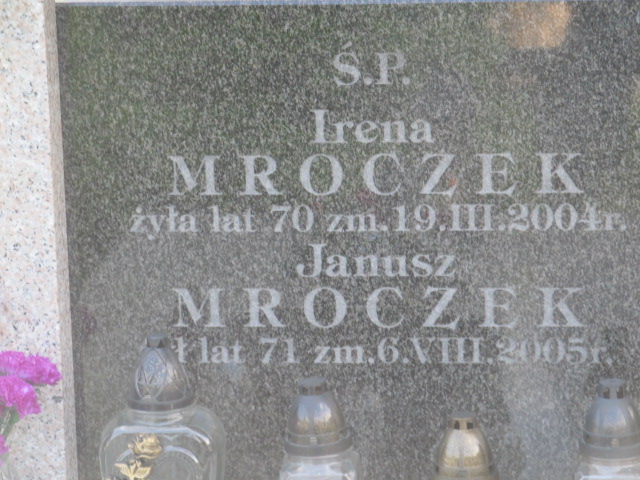 Ś.P.
Irena
MROCZEK
żyła lat 70 zm.19.III.2004r.
Janusz
MROCZEK
ł lat 71 zm.6.VIII.2005r.